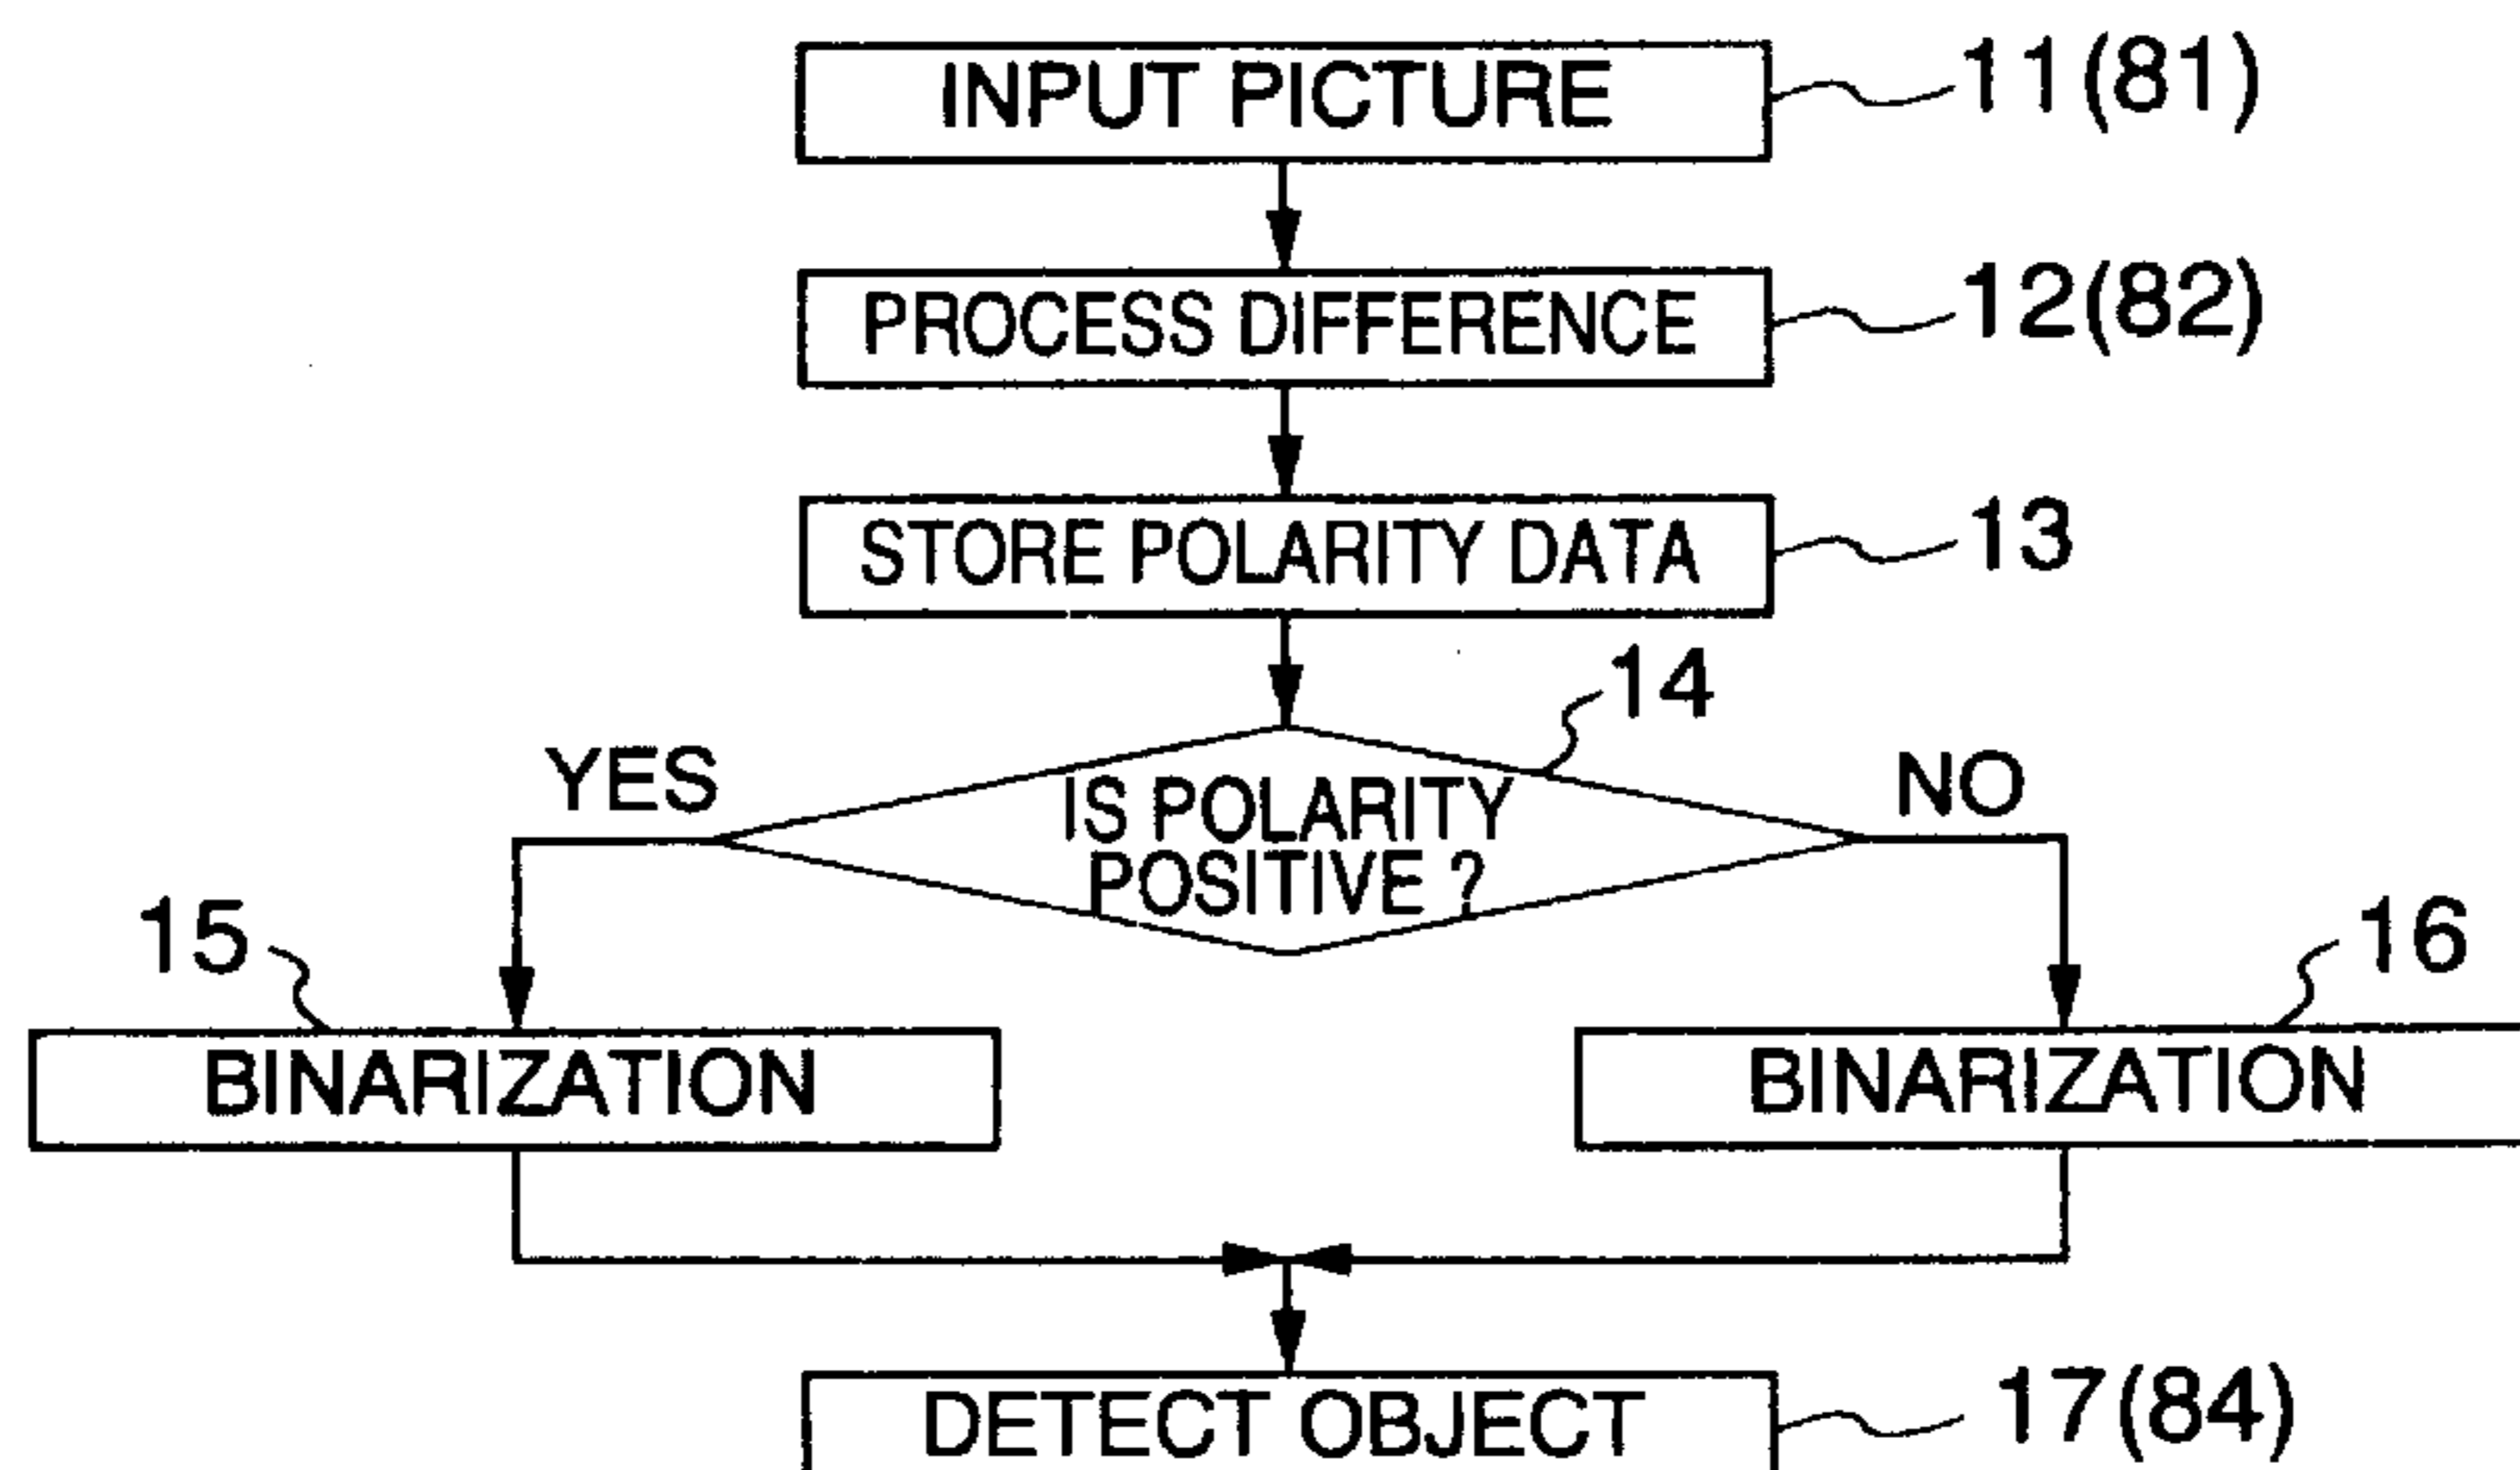 INPUT PICTURE 11(81)
PROCESS DIFFERENCE 12(82)
STORE POLARITY DATA 13
14
YES
IS POLARITY
POSITIVE ?
NO
15
16
BINARIZATION
BINARIZATION
DETECT OBJECT 17(84)